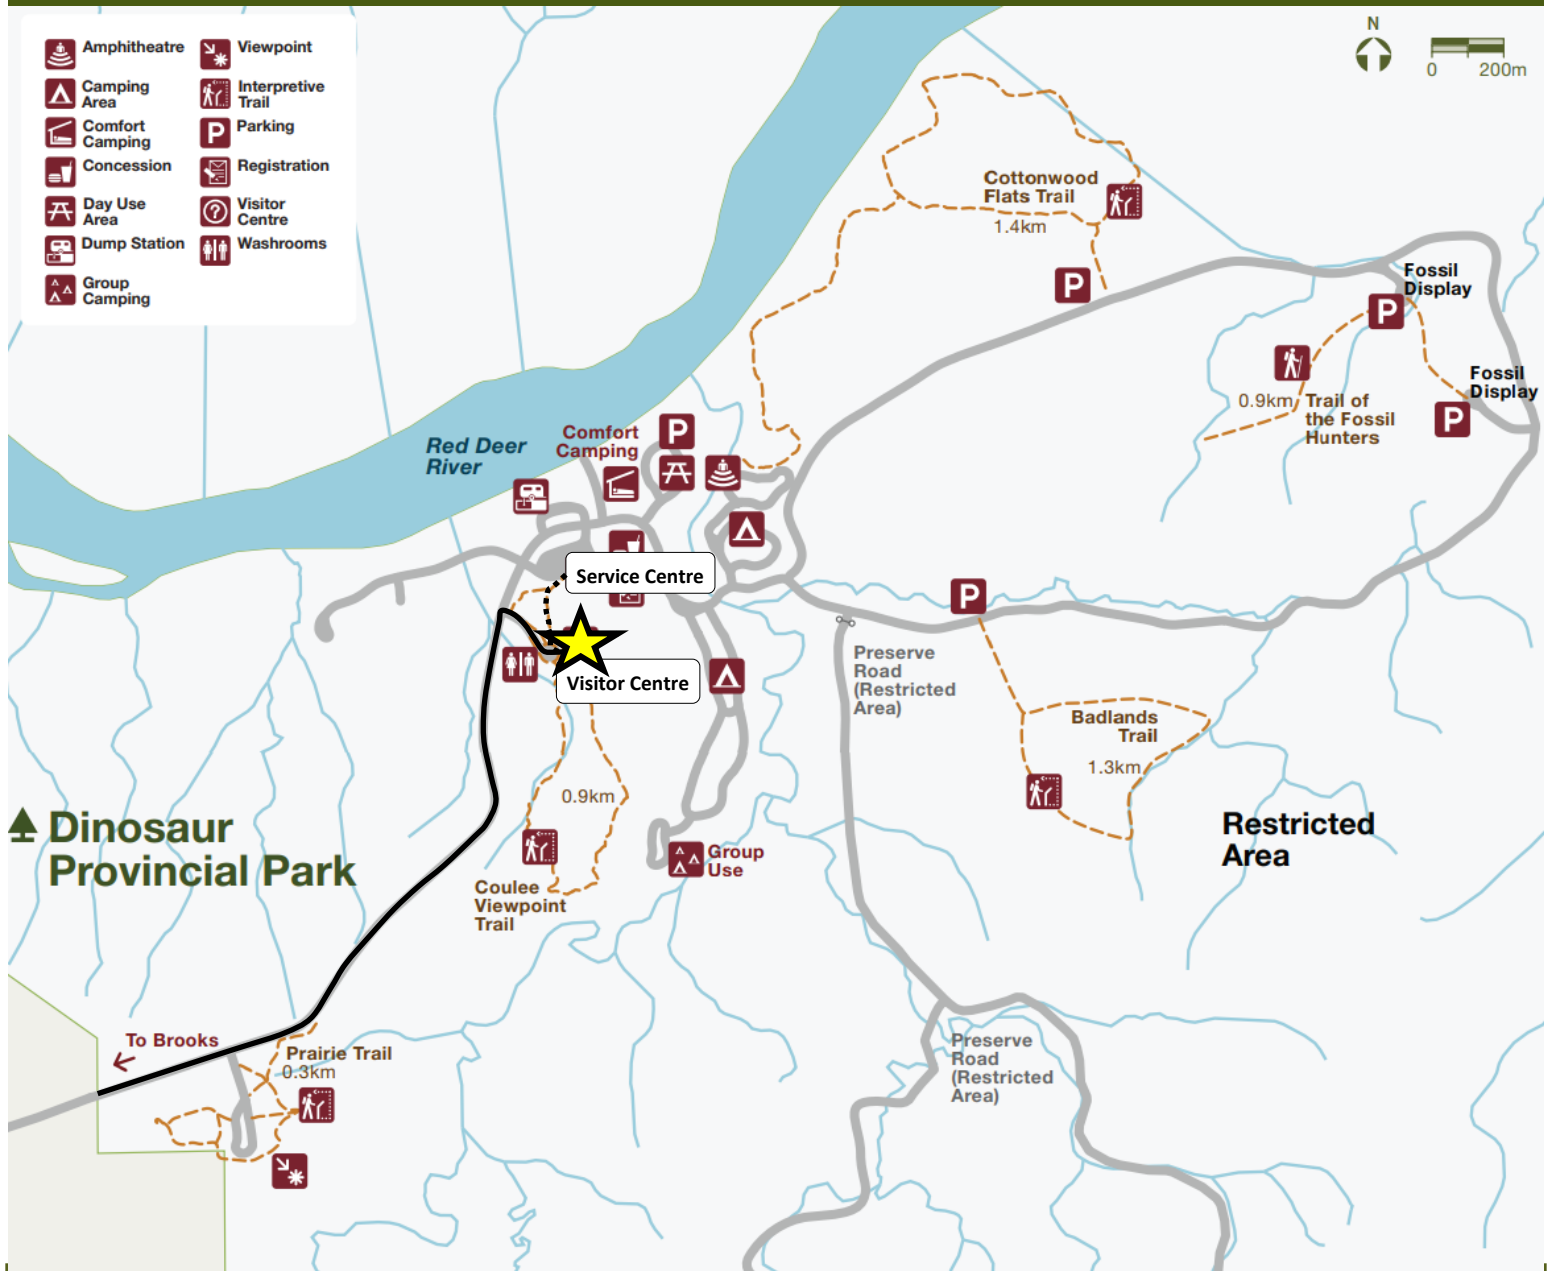 Amphitheatre
Viewpoint
Camping
Area
Interpretive
Trail
Comfort
Camping
P
Parking
Concession
Registration
Day Use
Area
?
Visitor
Centre
Dump Station
Washrooms
Group
Camping
N
0
200m
Cottonwood
Flats Trail
1.4km
P
Fossil
Display
P
Fossil
Display
0.9km
Trail of
the Fossil
Hunters
P
Red Deer
River
Comfort
Camping
P
Service Centre
Visitor Centre
P
Preserve
Road
(Restricted
Area)
Badlands
Trail
1.3km
0.9km
Restricted
Area
Dinosaur
Provincial Park
Group
Use
Coulee
Viewpoint
Trail
To Brooks
Prairie Trail
0.3km
Preserve
Road
(Restricted
Area)